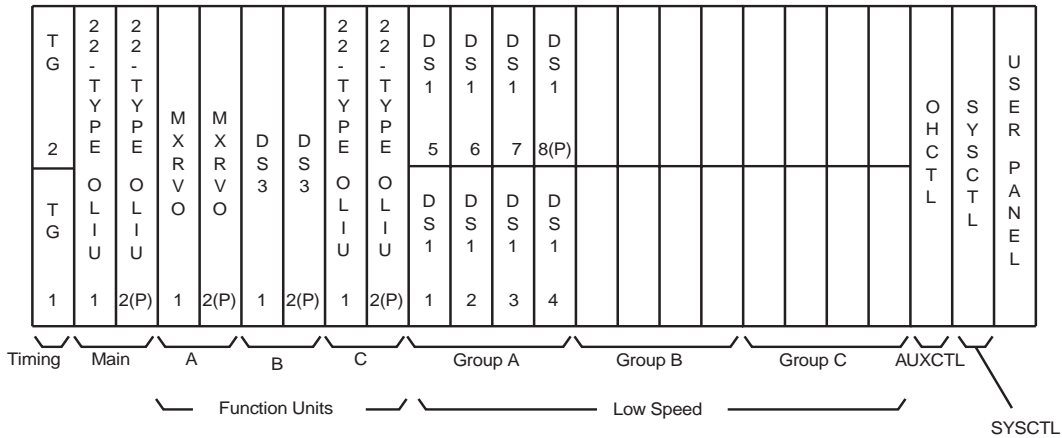 TG 2
TG 1
22-TYPE OLIU 1
22-TYPE OLIU 2(P)
MXRVO 1
MXRVO 2(P)
DS3 1
DS3 2(P)
22-TYPE OLIU 1
22-TYPE OLIU 2(P)
DS1 5
DS1 6
DS1 7
DS1 8(P)
DS1 1
DS1 2
DS1 3
DS1 4
OHCTL
SYSCTL
USER PANEL
Timing Main A B C Group A Group B Group C AUXCTL
Function Units Low Speed
SYSCTL